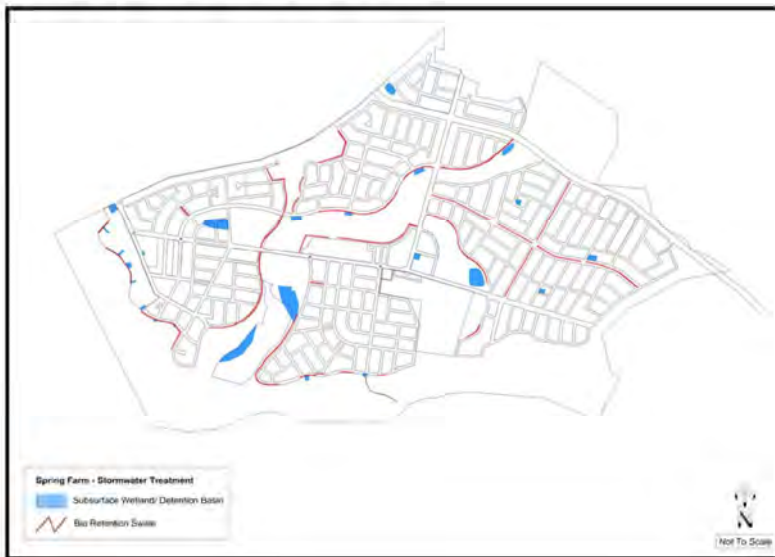 Spring Farm - Stormwater Treatment
Subsurface Wetland/ Detention Basin
Bio Retention Swale
N
Not To Scale